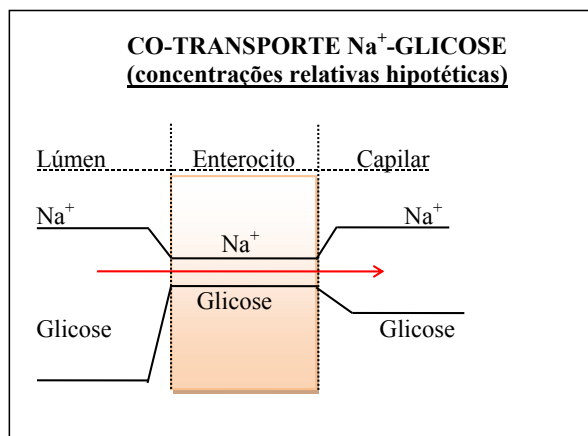 CO-TRANSPORTE Na⁺-GLICOSE
(concentrações relativas hipotéticas)
Lúmen Enterocito Capilar
Na⁺ Na⁺ Na⁺
Glicose Glicose Glicose